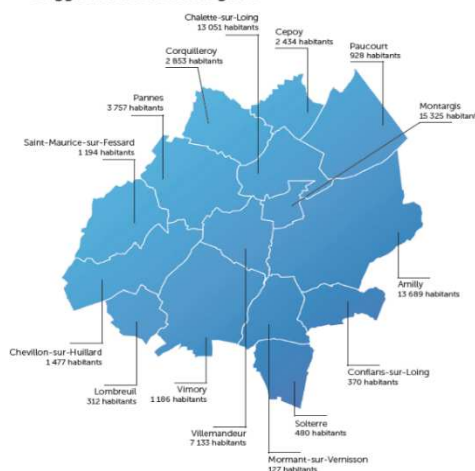 Chalette-sur-Loing
13 051 habitants
Cepoy
2 434 habitants
Paucourt
928 habitants
Corquilleroy
2 853 habitants
Pannes
3 757 habitants
Montargis
15 325 habitant
Saint-Maurice-sur-Fessard
1 194 habitants
Amilly
13 689 habitants
Chevillon-sur-Huillard
1 477 habitants
Conflans-sur-Loing
370 habitants
Lombreuil
312 habitants
Vimory
1 186 habitants
Solterre
480 habitants
Villemandeur
7 133 habitants
Mormant-sur-Vernisson
127 habitants